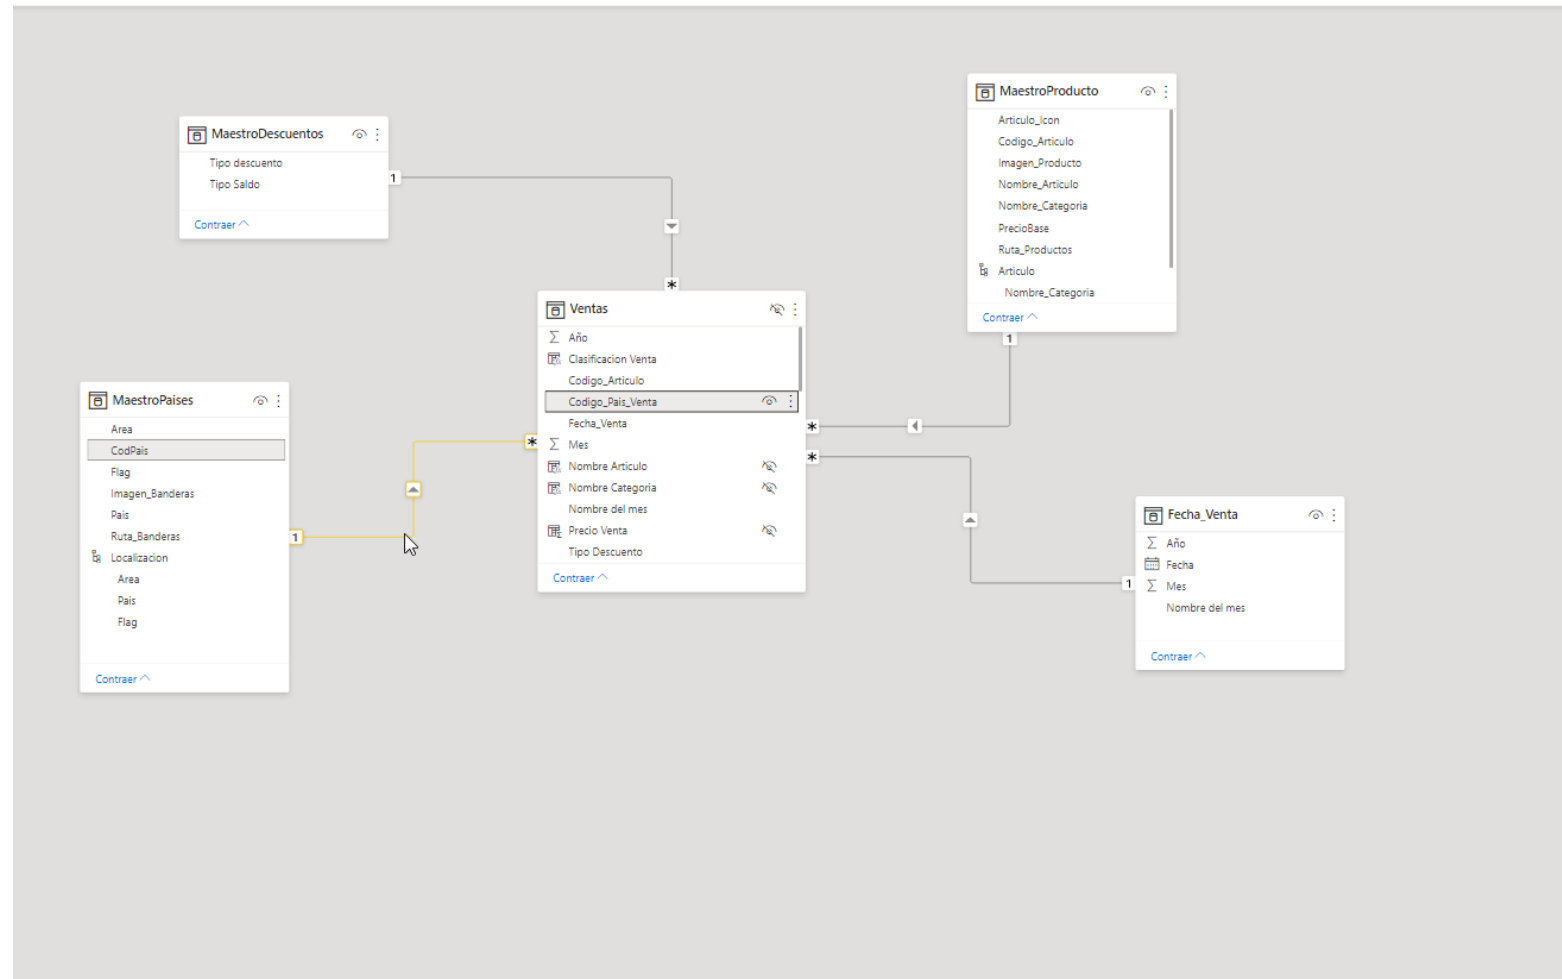 MaestroDescuentos
Tipo descuento
Tipo Saldo
Contraer
1
*
MaestroProducto
Articulo_Icon
Codigo_Articulo
Imagen_Producto
Nombre_Articulo
Nombre_Categoria
PrecioBase
Ruta_Productos
Articulo
Nombre_Categoria
Contraer
1
*
Ventas
Año
Clasificacion Venta
Codigo_Articulo
Codigo_Pais_Venta
Fecha_Venta
Mes
Nombre Articulo
Nombre Categoria
Nombre del mes
Precio Venta
Tipo Descuento
Contraer
MaestroPaises
Area
CodPais
Flag
Imagen_Banderas
Pais
Ruta_Banderas
Localizacion
Area
Pais
Flag
Contraer
1
*
Fecha_Venta
Año
Fecha
Mes
Nombre del mes
Contraer
1
*